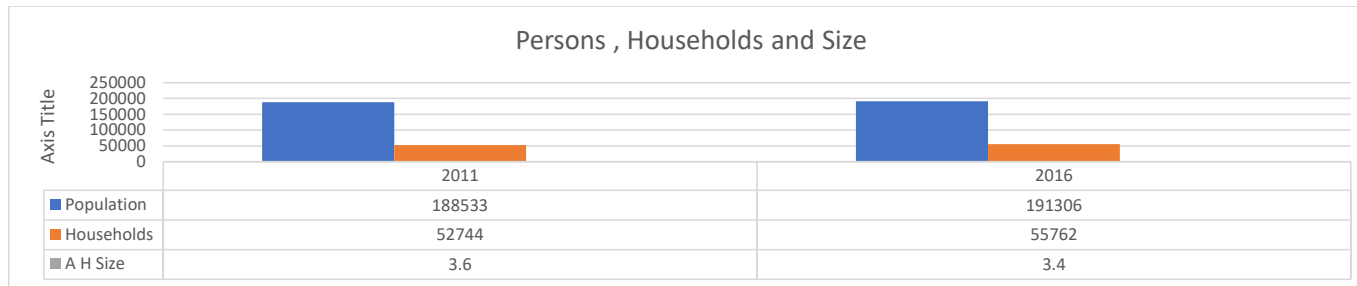 Persons , Households and Size
Axis Title
250000
200000
150000
100000
50000
0
2011 2016
Population 188533 191306
Households 52744 55762
A H Size 3.6 3.4